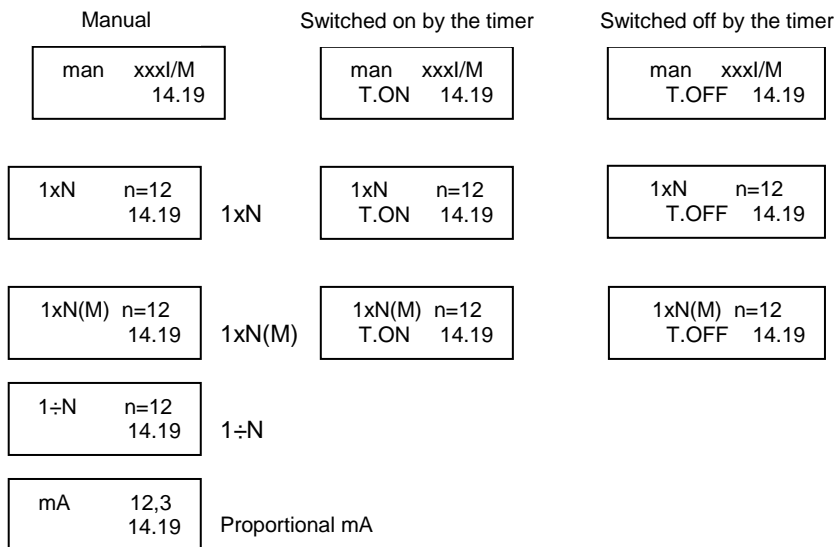 Manual Switched on by the timer Switched off by the timer
man xxxl/M man xxxl/M man xxxl/M
14.19 T.ON 14.19 T.OFF 14.19
1xN n=12 1xN n=12 1xN n=12
14.19 1xN T.ON 14.19 T.OFF 14.19
1xN(M) n=12 1xN(M) n=12 1xN(M) n=12
14.19 1xN(M) T.ON 14.19 T.OFF 14.19
1÷N n=12
14.19 1÷N
mA 12,3
14.19 Proportional mA